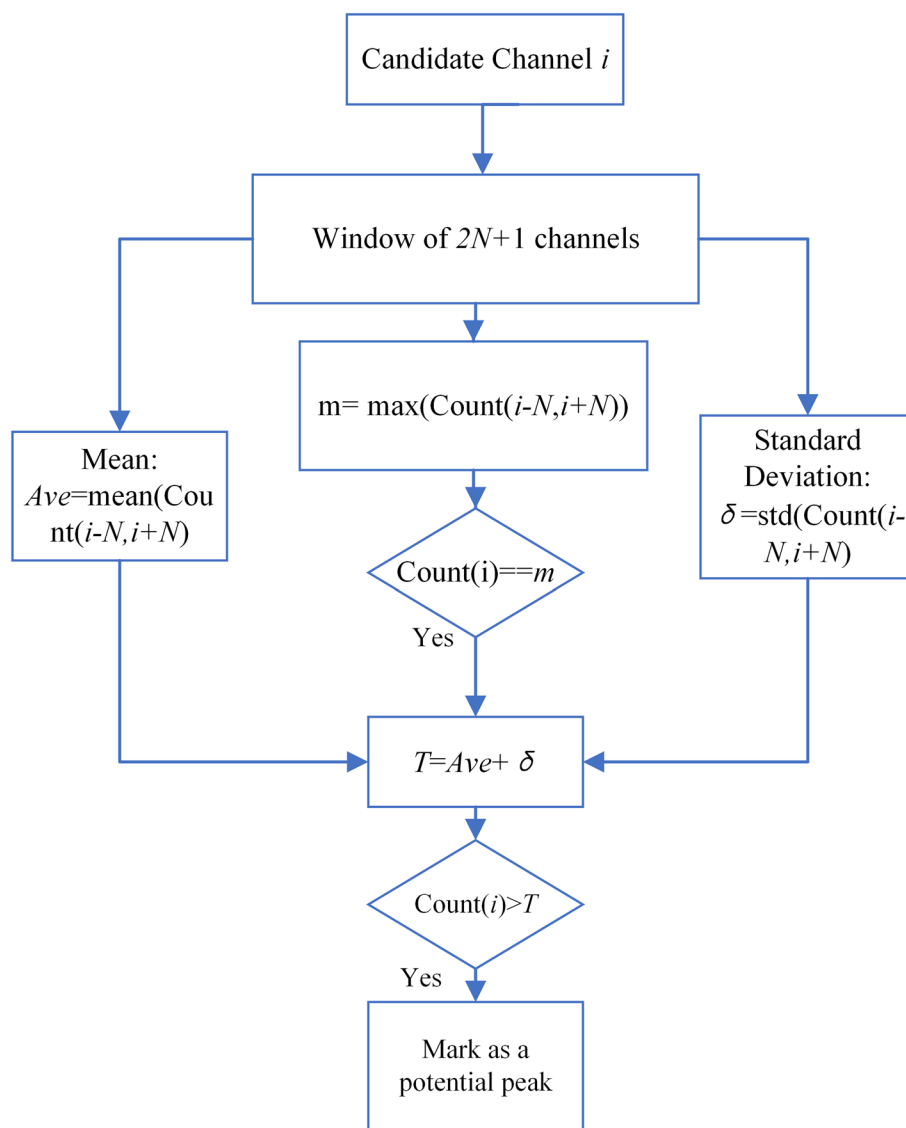 Candidate Channel i
Window of 2N+1 channels
m= max(Count(i-N,i+N))
Mean:
Ave=mean(Cou
nt(i-N,i+N)
Standard
Deviation:
δ=std(Count(i-
N,i+N)
Count(i)==m
Yes
T=Ave+ δ
Count(i)>T
Yes
Mark as a
potential peak